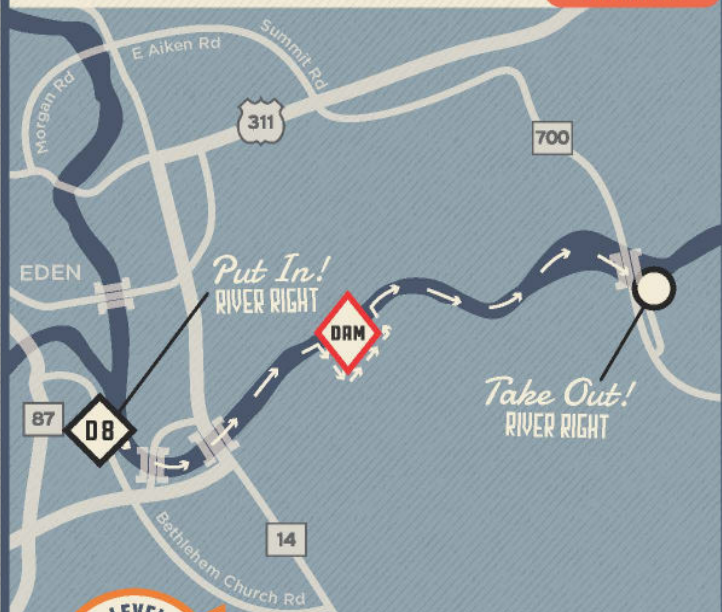 E Aiken Rd
Summit Rd
Morgan Rd
311
700
EDEN
Put In!
RIVER RIGHT
DAM
Take Out!
RIVER RIGHT
87
D8
14
Bethlehem Church Rd
LEVEL